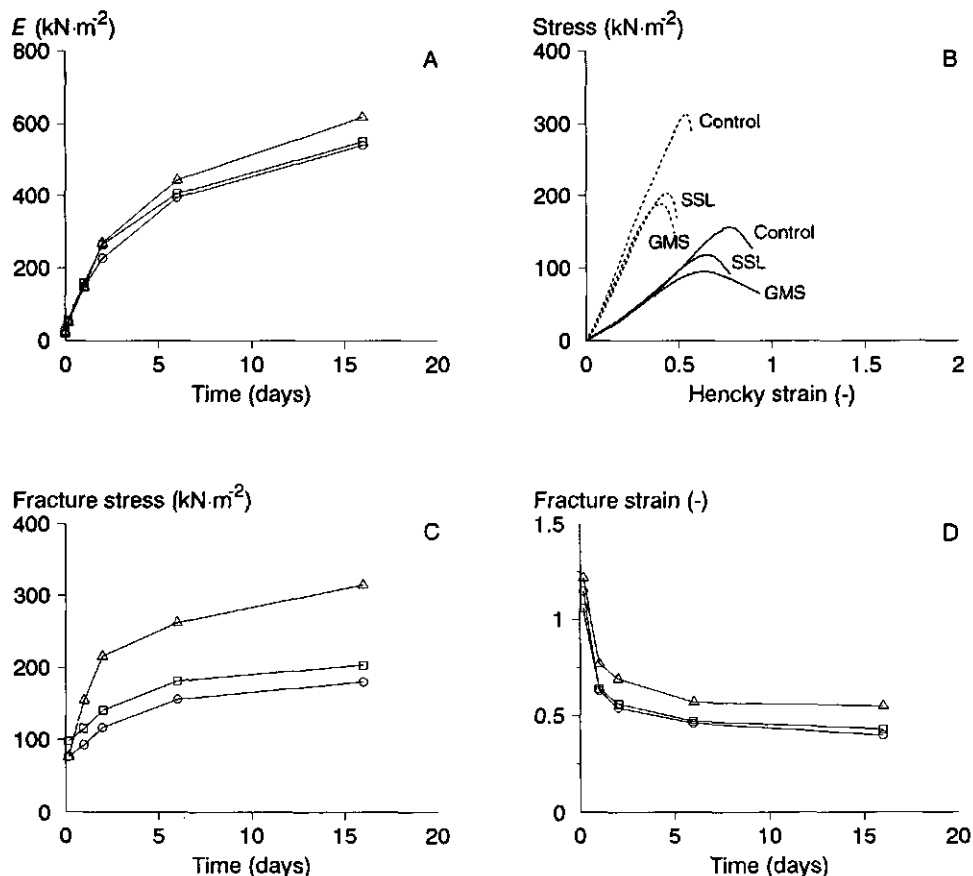 E (kN·m-2)
A
800
600
400
200
0
0 5 10 15 20
Time (days)
Stress (kN·m-2)
B
400
300
200
100
0
Control
SSL
GMS
Control
SSL
GMS
0 0.5 1 1.5 2
Hencky strain (-)
Fracture stress (kN·m-2)
C
400
300
200
100
0
0 5 10 15 20
Time (days)
Fracture strain (-)
D
1.5
1
0.5
0
0 5 10 15 20
Time (days)